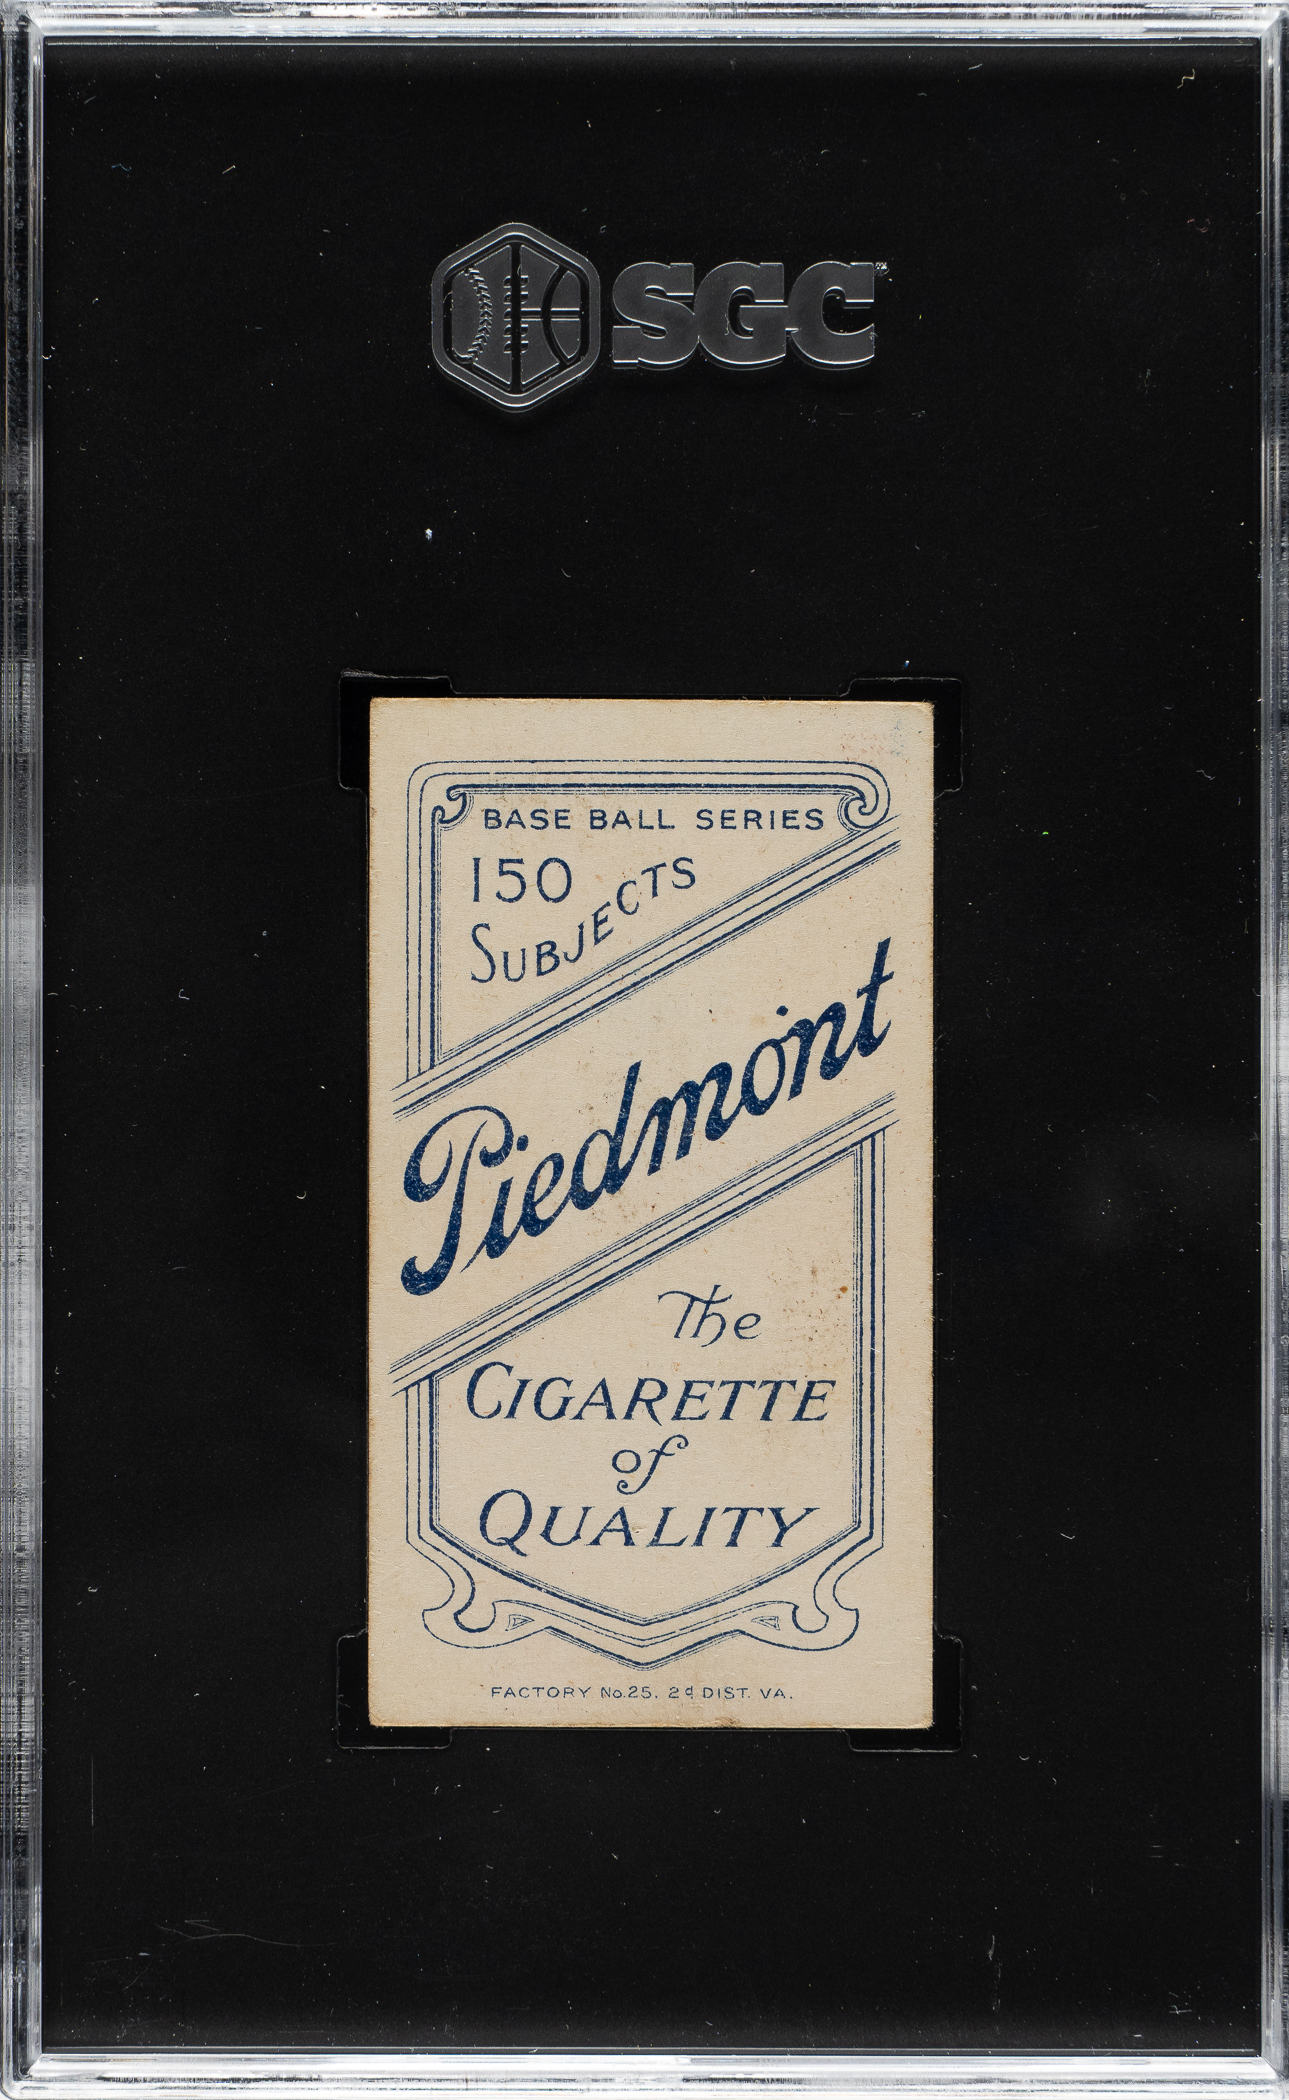 SGC
BASE BALL SERIES
150
SUBJECTS
Piedmont
The
CIGARETTE
of
QUALITY
FACTORY No.25. 2d DIST. VA.